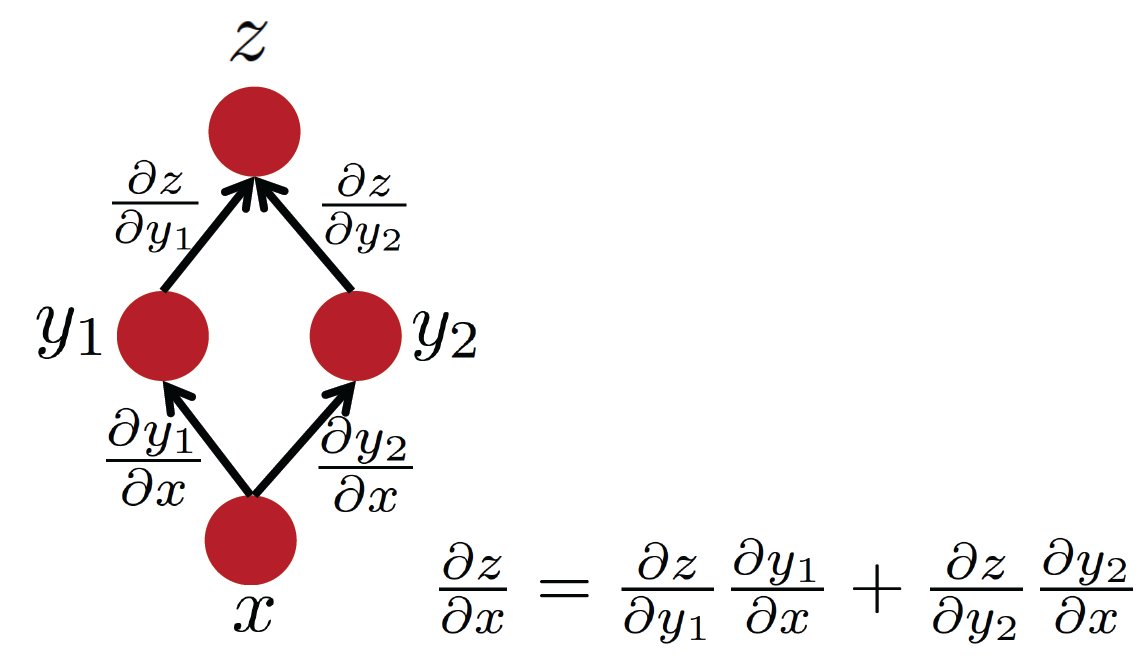 z
∂z/∂y₁ ∂z/∂y₂
y₁ y₂
∂y₁/∂x ∂y₂/∂x
x
∂z/∂x = ∂z/∂y₁ ∂y₁/∂x + ∂z/∂y₂ ∂y₂/∂x